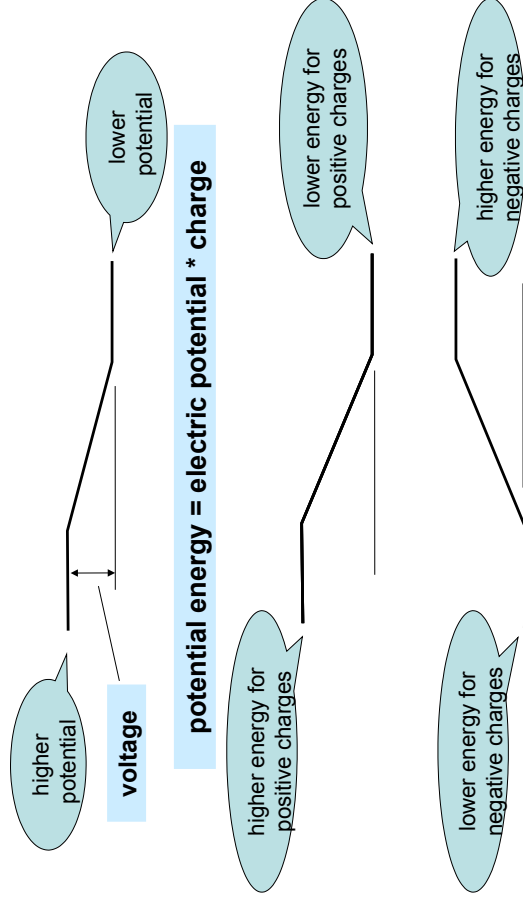 higher
potential
lower
potential
voltage
potential energy = electric potential * charge
higher energy for
positive charges
lower energy for
positive charges
lower energy for
negative charges
higher energy for
negative charges